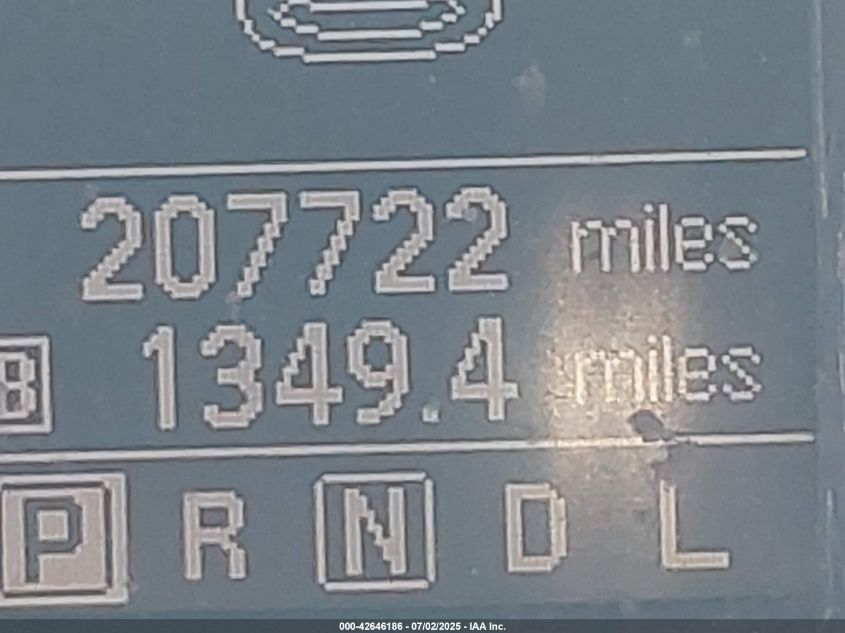 207722 miles
B 1349.4 miles
P R N D L
000-42646186 - 07/02/2025 - IAA Inc.